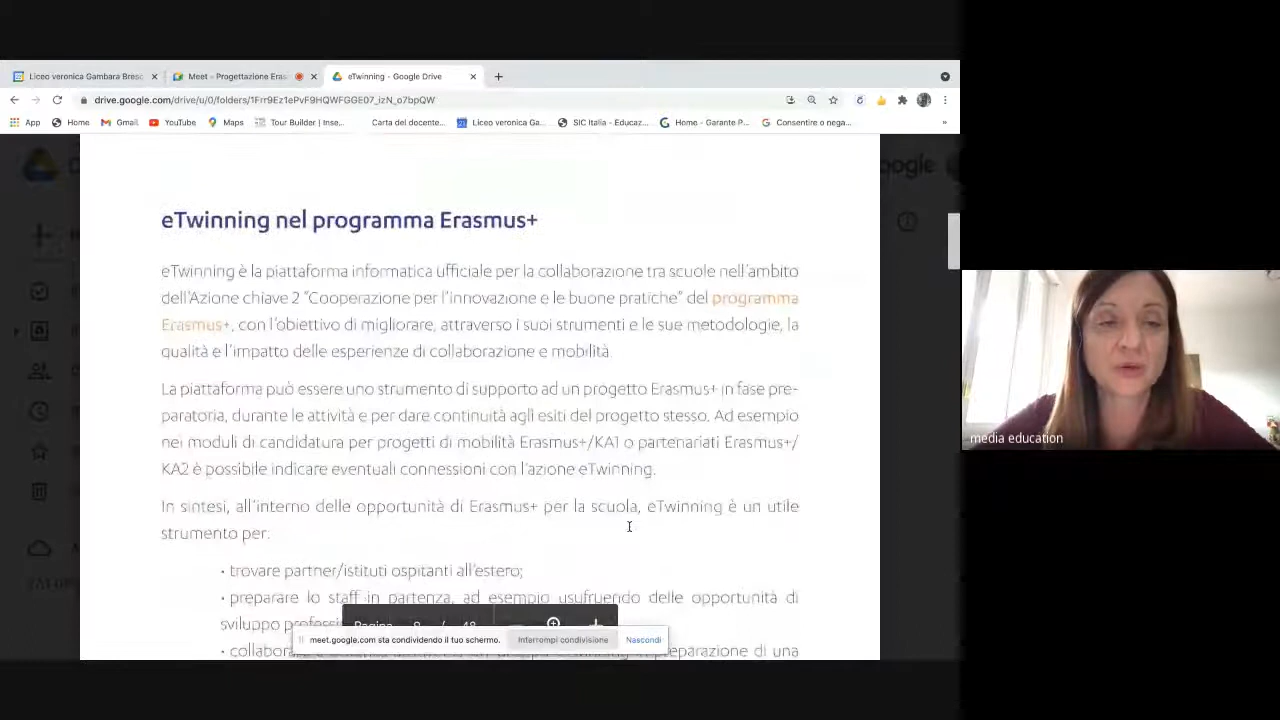 Liceo veronica Gambara Bresc
Meet - Progettazione Eras
eTwinning - Google Drive
drive.google.com/drive/u/0/folders/1Frr9Ez1ePvF9HQWFGGE07_izN_o7bpQW
App Home Gmail YouTube Maps Tour Builder | Inse... Carta del docente... Liceo veronica Ga... SIC Italia - Educaz... Home - Garante P... Consentire o nega...
eTwinning nel programma Erasmus+
eTwinning è la piattaforma informatica ufficiale per la collaborazione tra scuole nell'ambito
dell'Azione chiave 2 "Cooperazione per l'Innovazione e le buone pratiche" del programma
Erasmus+, con l'obiettivo di migliorare, attraverso i suoi strumenti e le sue metodologie, la
qualità e l'impatto delle esperienze di collaborazione e mobilità.
La piattaforma può essere uno strumento di supporto ad un progetto Erasmus+ in fase pre-
paratoria, durante le attività e per dare continuità agli esiti del progetto stesso. Ad esempio
nei moduli di candidatura per progetti di mobilità Erasmus+/KA1 o partenariati Erasmus+/
KA2 è possibile indicare eventuali connessioni con l'azione eTwinning.
In sintesi, all'interno delle opportunità di Erasmus+ per la scuola, eTwinning è un utile
strumento per:
• trovare partner/istituti ospitanti all'estero;
• preparare lo staff in partenza, ad esempio usufruendo delle opportunità di
sviluppo
Pagina
meet.google.com sta condividendo il tuo schermo. Interrompi condivisione Nascondi
media education